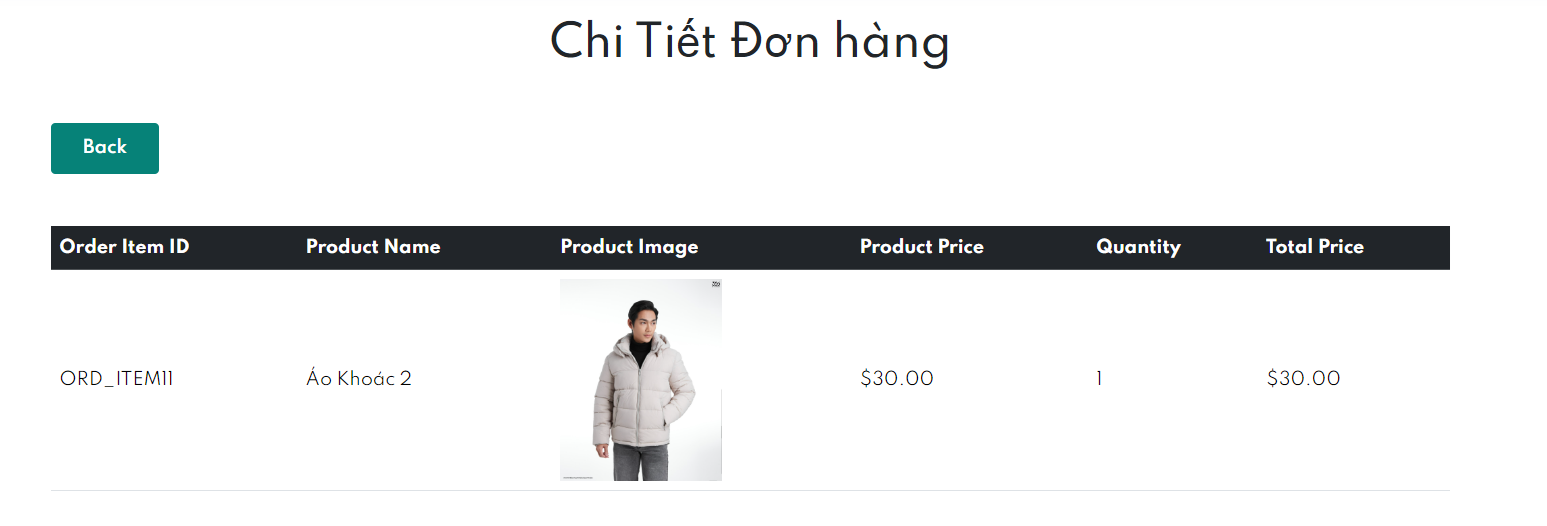 Chi Tiết Đơn hàng
Back
Order Item ID Product Name Product Image Product Price Quantity Total Price
ORD_ITEM11 Áo Khoác 2 $30.00 1 $30.00